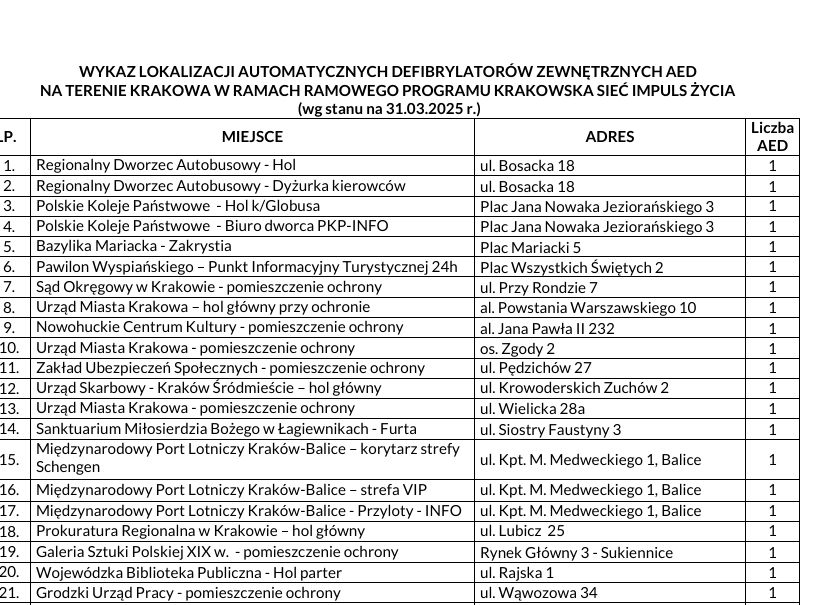 WYKAZ LOKALIZACJI AUTOMATYCZNYCH DEFIBRYLATORÓW ZEWNĘTRZNYCH AED
NA TERENIE KRAKOWA W RAMACH RAMOWEGO PROGRAMU KRAKOWSKA SIEĆ IMPULS ŻYCIA
(wg stanu na 31.03.2025 r.)
LP. MIEJSCE ADRES Liczba AED
1. Regionalny Dworzec Autobusowy - Hol ul. Bosacka 18 1
2. Regionalny Dworzec Autobusowy - Dyżurka kierowców ul. Bosacka 18 1
3. Polskie Koleje Państwowe - Hol k/Globusa Plac Jana Nowaka Jeziorańskiego 3 1
4. Polskie Koleje Państwowe - Biuro dworca PKP-INFO Plac Jana Nowaka Jeziorańskiego 3 1
5. Bazylika Mariacka - Zakrystia Plac Mariacki 5 1
6. Pawilon Wyspiańskiego – Punkt Informacyjny Turystycznej 24h Plac Wszystkich Świętych 2 1
7. Sąd Okręgowy w Krakowie - pomieszczenie ochrony ul. Przy Rondzie 7 1
8. Urząd Miasta Krakowa – hol główny przy ochronie al. Powstania Warszawskiego 10 1
9. Nowohuckie Centrum Kultury - pomieszczenie ochrony al. Jana Pawła II 232 1
10. Urząd Miasta Krakowa - pomieszczenie ochrony os. Zgody 2 1
11. Zakład Ubezpieczeń Społecznych - pomieszczenie ochrony ul. Pędzichów 27 1
12. Urząd Skarbowy - Kraków Śródmieście – hol główny ul. Krowoderskich Zuchów 2 1
13. Urząd Miasta Krakowa - pomieszczenie ochrony ul. Wielicka 28a 1
14. Sanktuarium Miłosierdzia Bożego w Łagiewnikach - Furta ul. Siostry Faustyny 3 1
15. Międzynarodowy Port Lotniczy Kraków-Balice – korytarz strefy
Schengen ul. Kpt. M. Medweckiego 1, Balice 1
16. Międzynarodowy Port Lotniczy Kraków-Balice – strefa VIP ul. Kpt. M. Medweckiego 1, Balice 1
17. Międzynarodowy Port Lotniczy Kraków-Balice - Przyloty - INFO ul. Kpt. M. Medweckiego 1, Balice 1
18. Prokuratura Regionalna w Krakowie – hol główny ul. Lubicz 25 1
19. Galeria Sztuki Polskiej XIX w. - pomieszczenie ochrony Rynek Główny 3 - Sukiennice 1
20. Wojewódzka Biblioteka Publiczna - Hol parter ul. Rajska 1 1
21. Grodzki Urząd Pracy - pomieszczenie ochrony ul. Wąwozowa 34 1